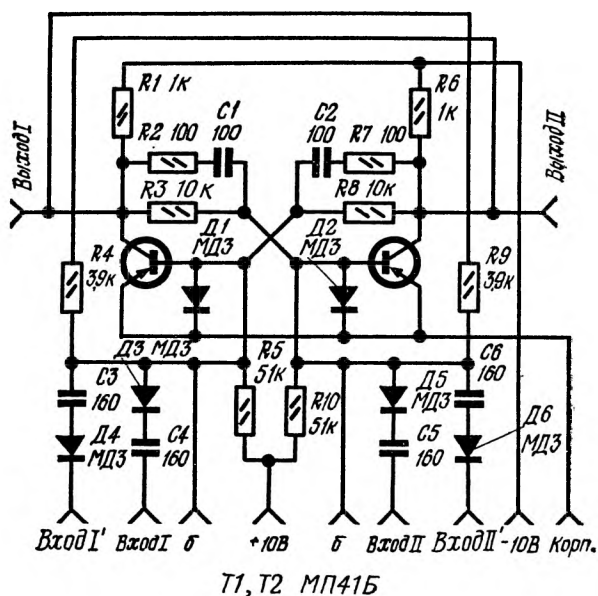 R1 1к
R6
1к
C1
100
C2
100
R2 100
R7 100
Выход I
Выход II
R3 10к
R8 10к
Д1
МД3
Д2
МД3
R4
3,9к
R9
3,9к
Д3 МД3
R5
51к
C6
160
C3
160
Д5
МД3
R10
51к
Д4
МД3
C4
160
C5
160
Д6
МД3
Вход I'
Вход I
б
+10В
б
Вход II
Вход II'
-10В
Корп.
Т1, Т2 МП41Б